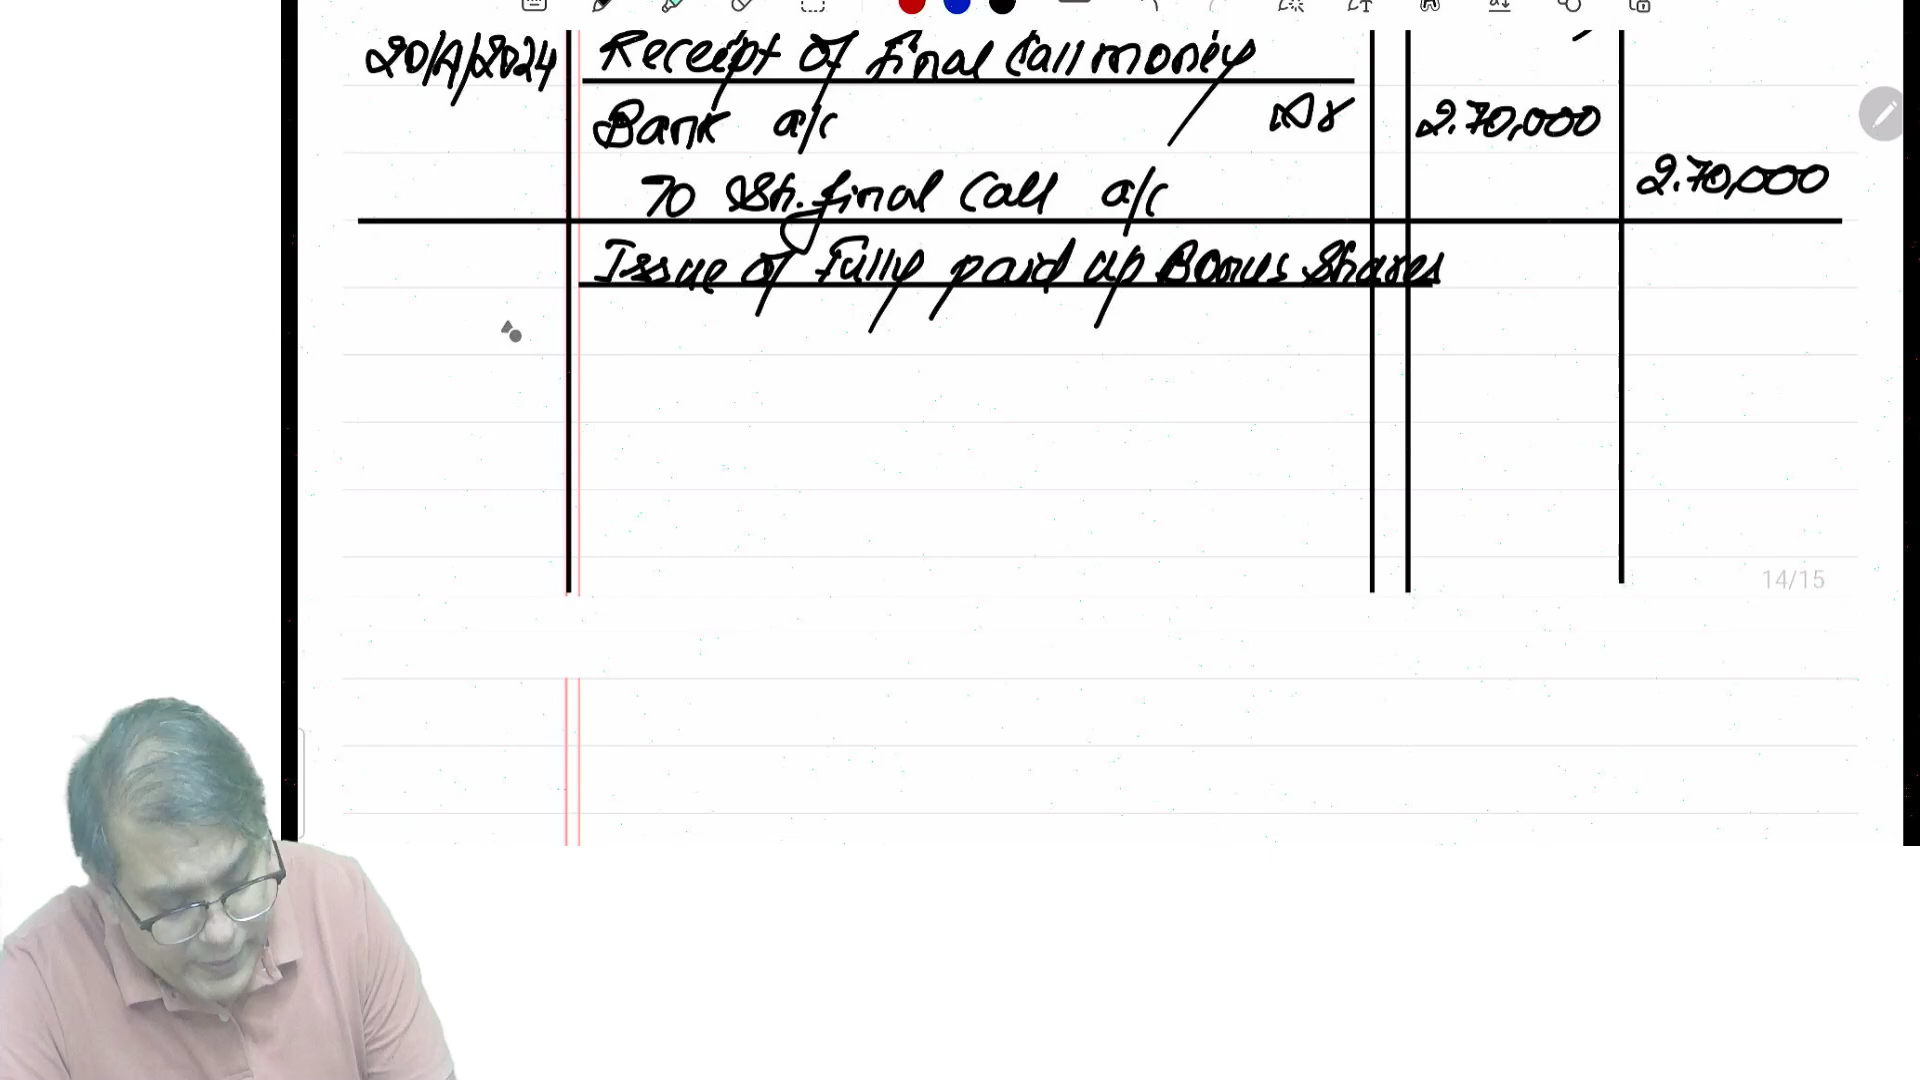 20/4/2024 Receipt of final Call money
Bank a/c Dr 2.70,000
To Sh. final Call a/c 2.70,000
Issue of Fully paid up Bonus Shares
14/15